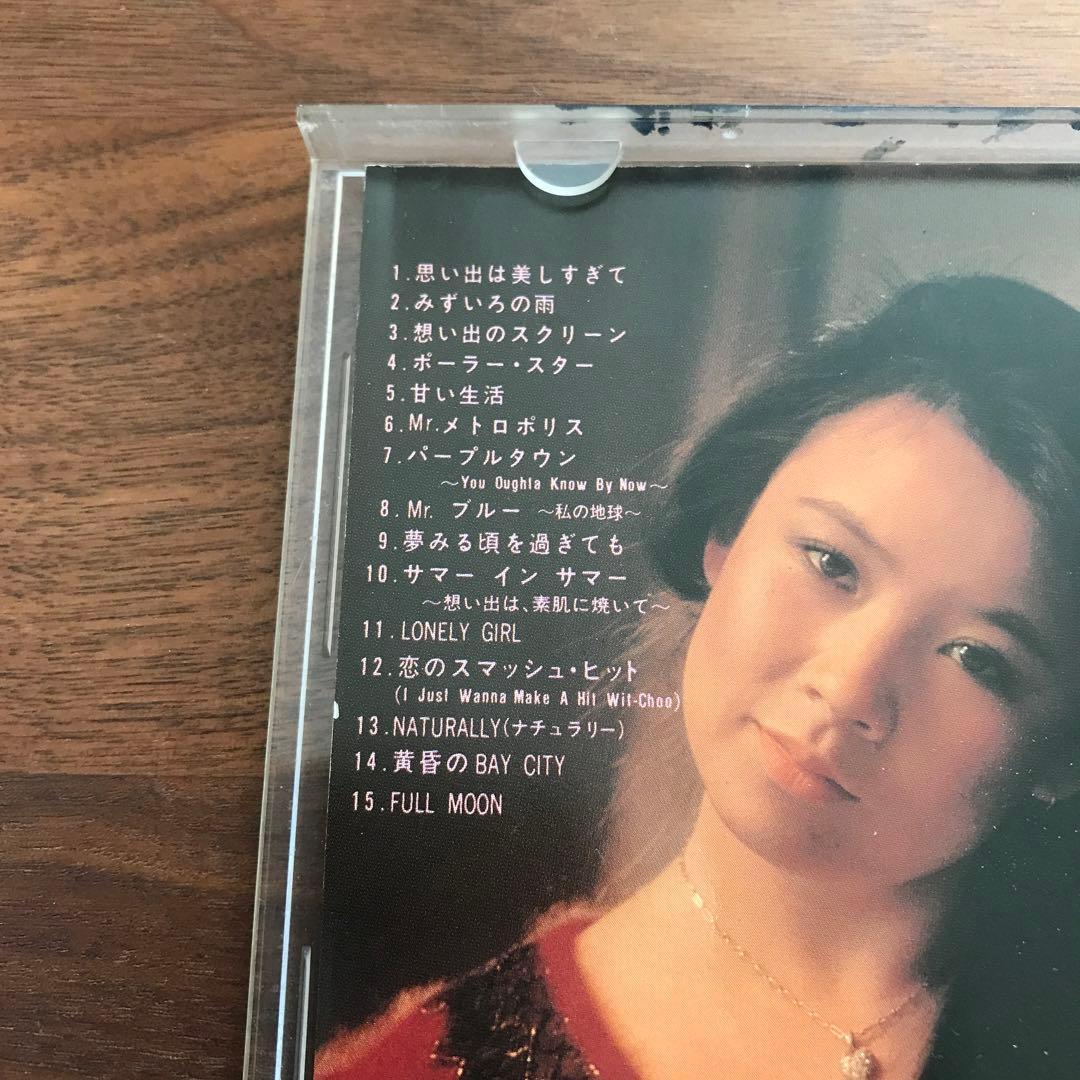 1.思い出は美しすぎて
2.みずいろの雨
3.想い出のスクリーン
4.ポーラー・スター
5.甘い生活
6.Mr.メトロポリス
7.パープルタウン
～You Oughta Know By Now～
8.Mr. ブルー ～私の地球～
9.夢みる頃を過ぎても
10.サマー イン サマー
～想い出は、素肌に焼いて～
11.LONELY GIRL
12.恋のスマッシュ・ヒット
(I Just Wanna Make A Hit Wit-Choo)
13.NATURALLY(ナチュラリー)
14.黄昏のBAY CITY
15.FULL MOON